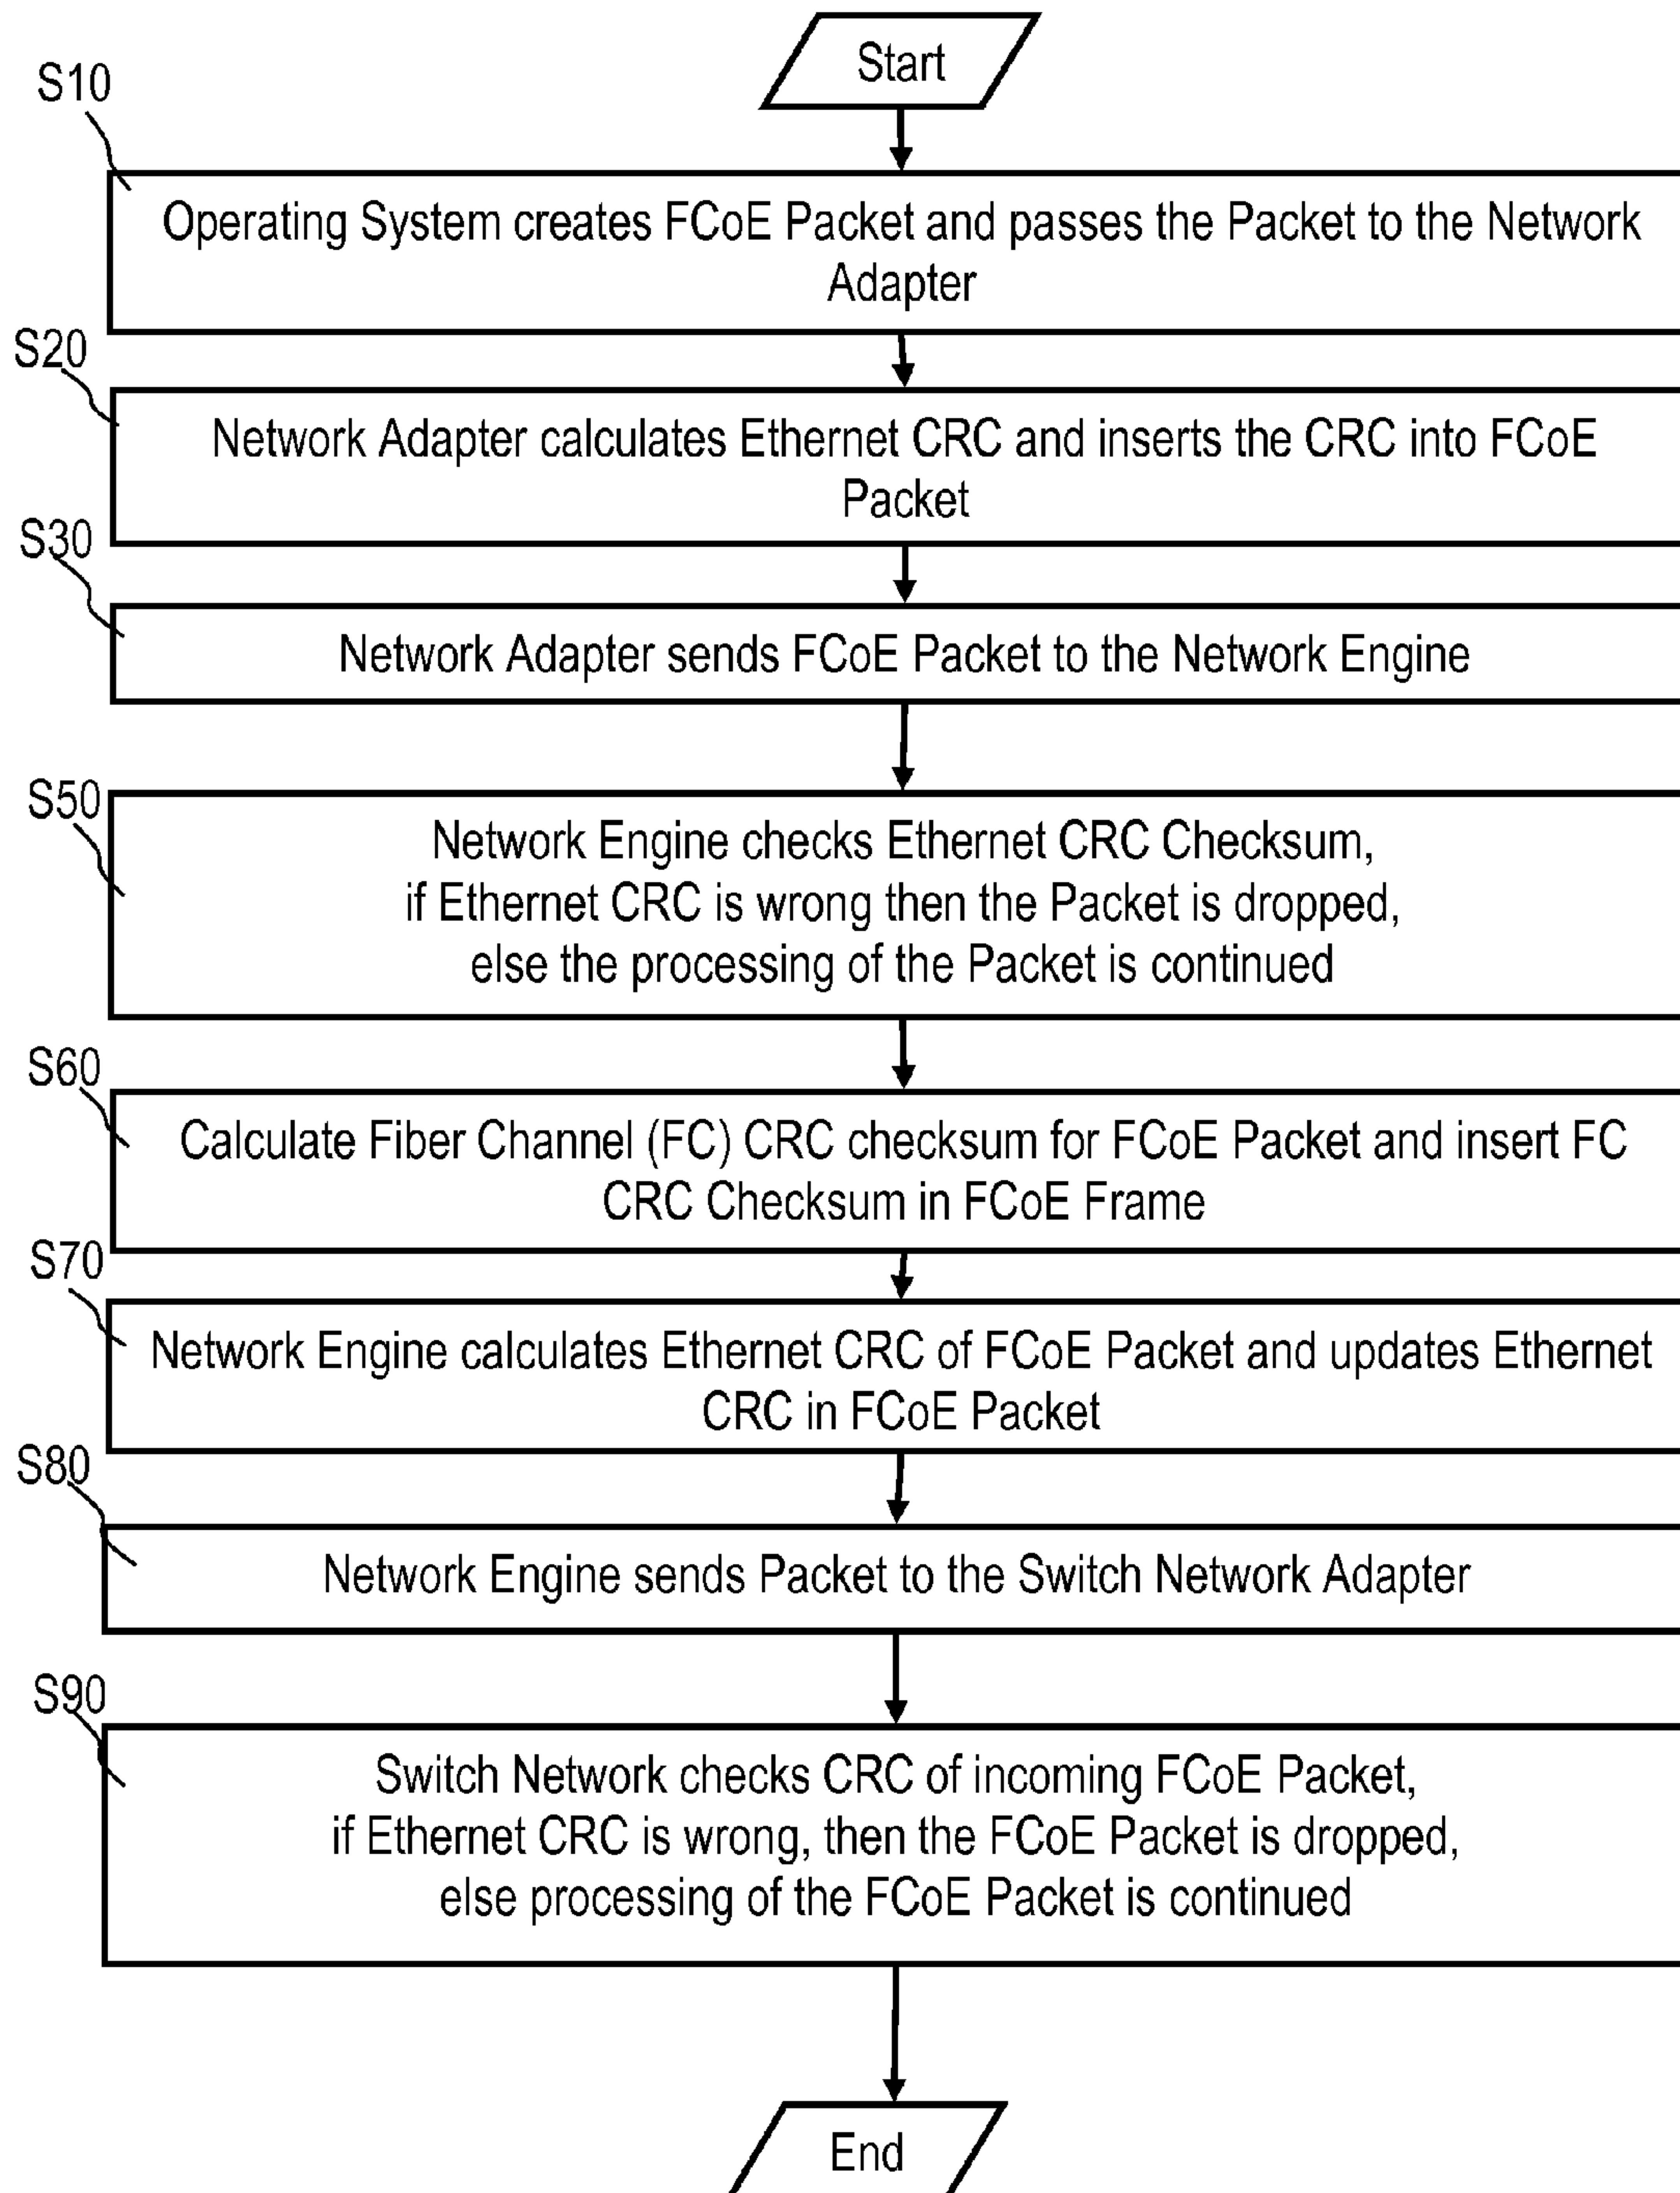 Start
S10
Operating System creates FCoE Packet and passes the Packet to the Network
Adapter
S20
Network Adapter calculates Ethernet CRC and inserts the CRC into FCoE
Packet
S30
Network Adapter sends FCoE Packet to the Network Engine
S50
Network Engine checks Ethernet CRC Checksum,
if Ethernet CRC is wrong then the Packet is dropped,
else the processing of the Packet is continued
S60
Calculate Fiber Channel (FC) CRC checksum for FCoE Packet and insert FC
CRC Checksum in FCoE Frame
S70
Network Engine calculates Ethernet CRC of FCoE Packet and updates Ethernet
CRC in FCoE Packet
S80
Network Engine sends Packet to the Switch Network Adapter
S90
Switch Network checks CRC of incoming FCoE Packet,
if Ethernet CRC is wrong, then the FCoE Packet is dropped,
else processing of the FCoE Packet is continued
End